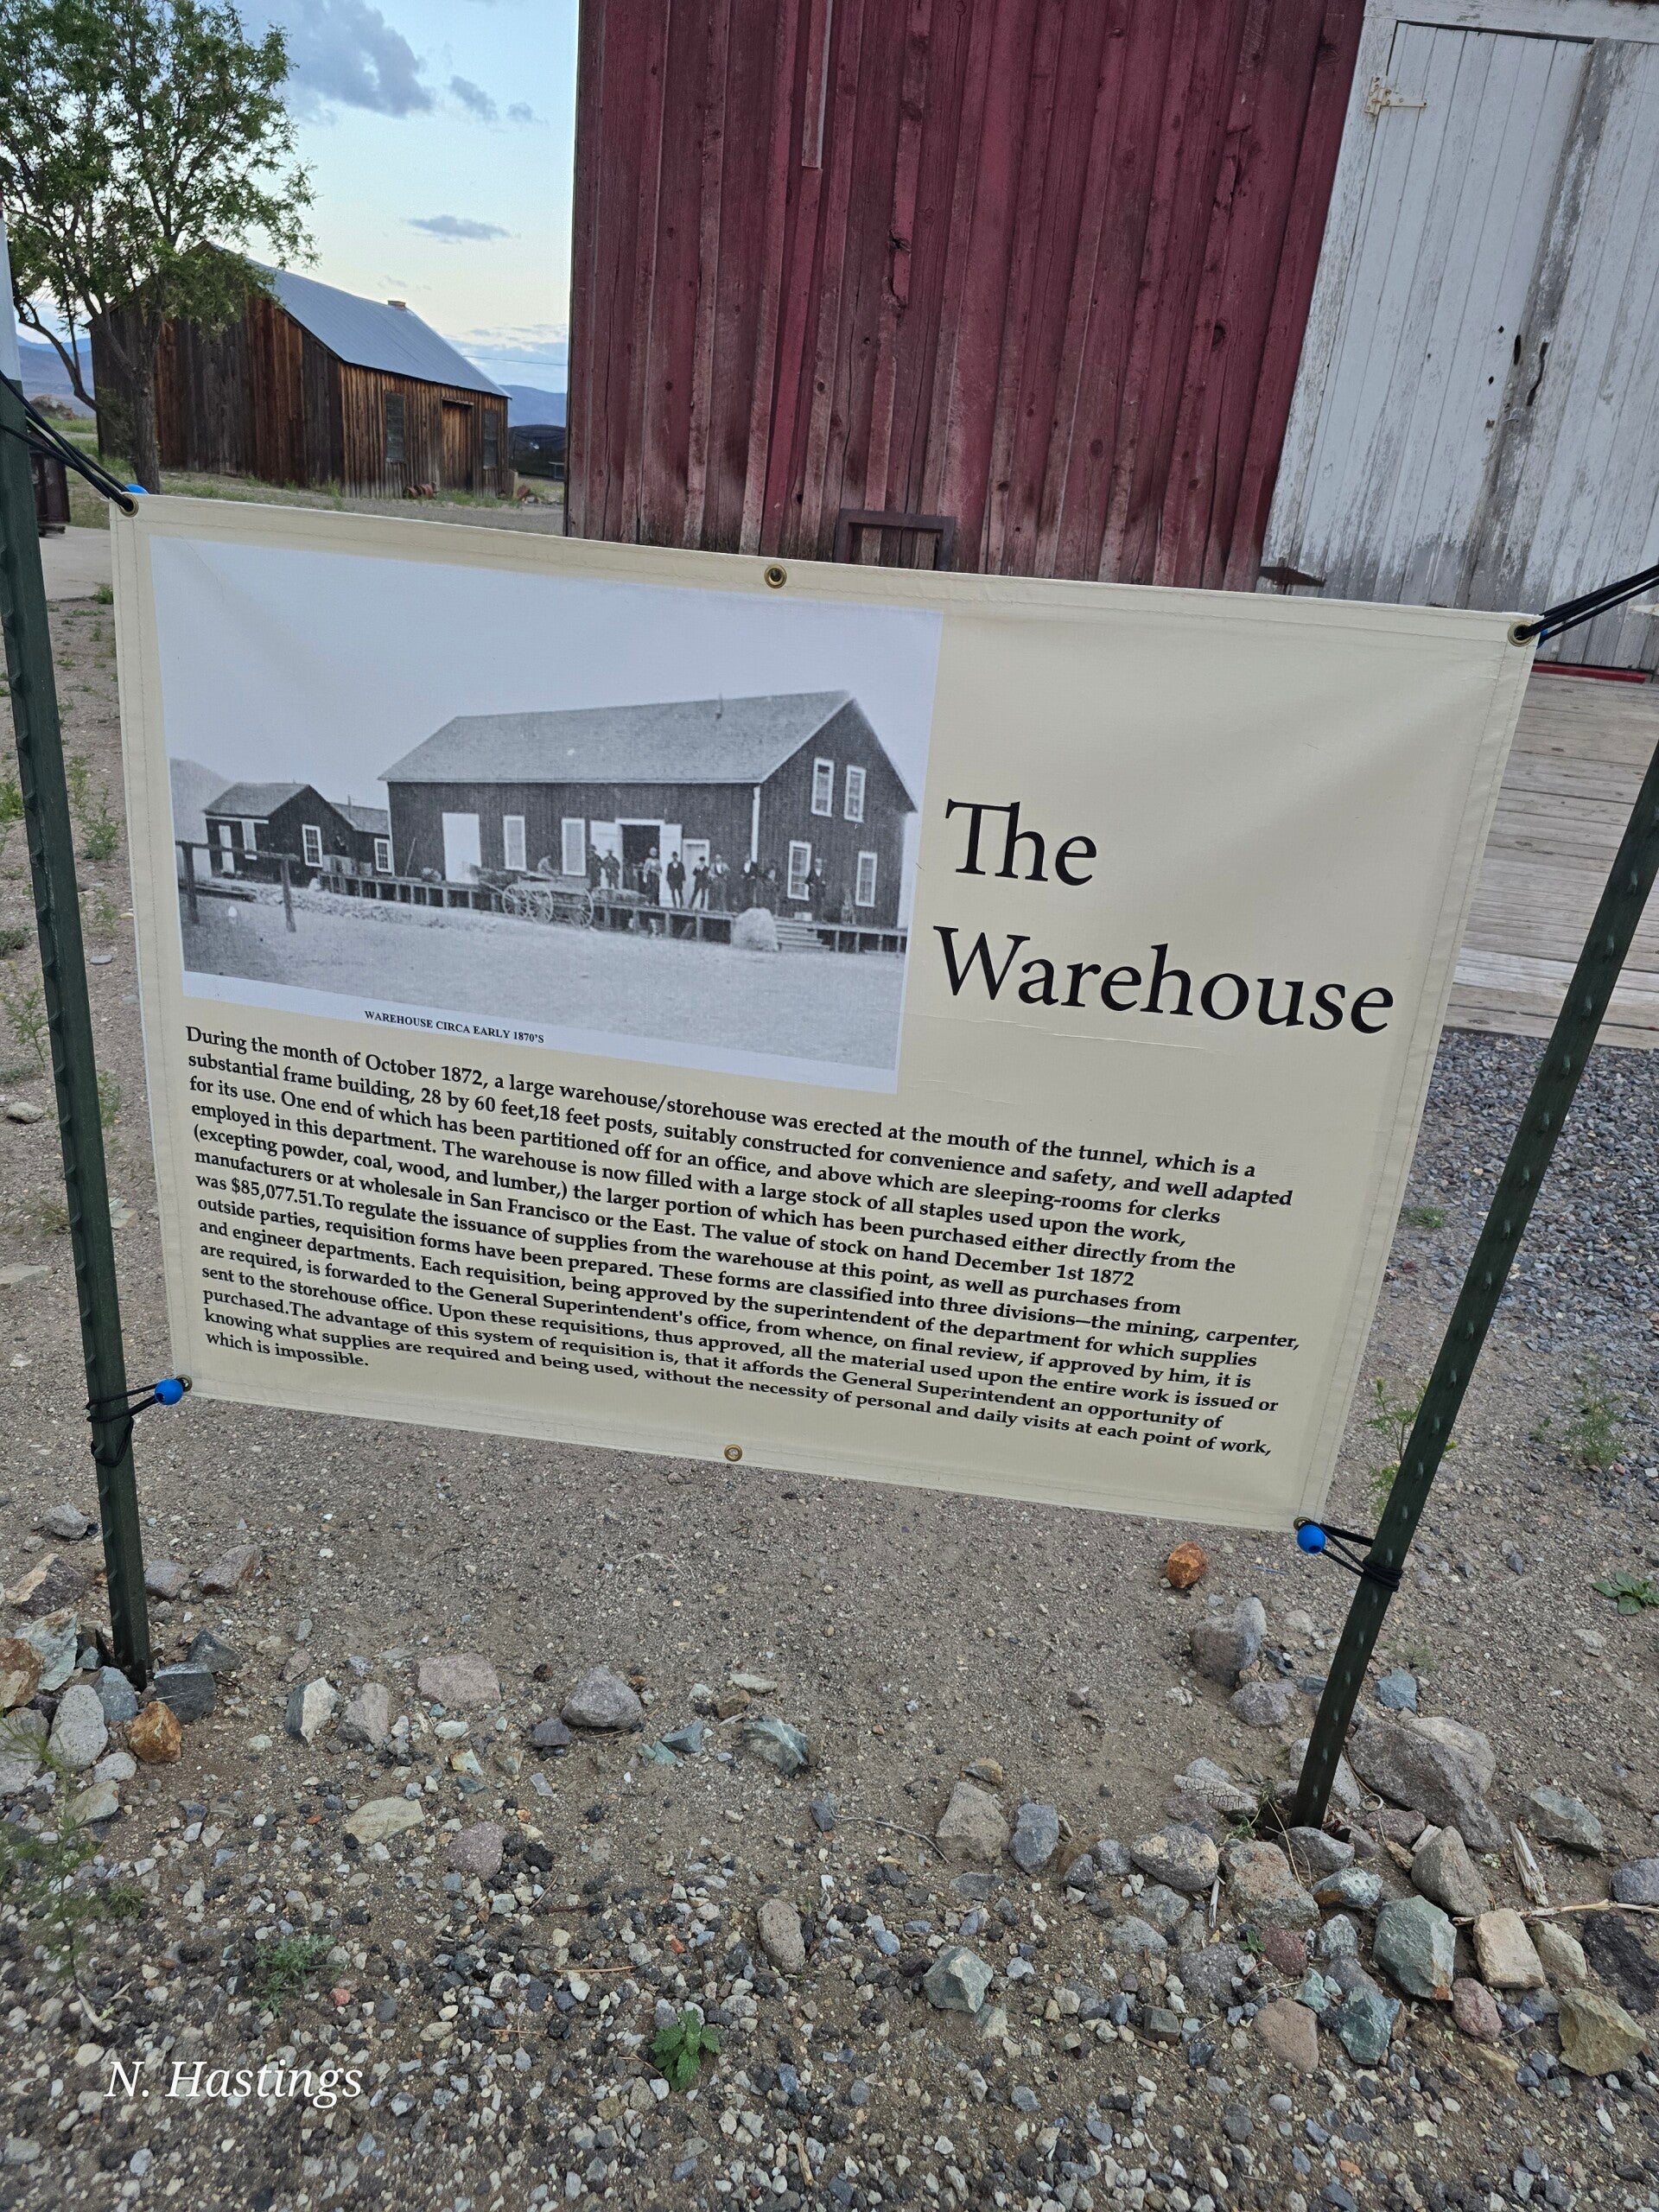 The
Warehouse
WAREHOUSE CIRCA EARLY 1870'S
During the month of October 1872, a large warehouse/storehouse was erected at the mouth of the tunnel, which is a
substantial frame building, 28 by 60 feet,18 feet posts, suitably constructed for convenience and safety, and well adapted
for its use. One end of which has been partitioned off for an office, and above which are sleeping-rooms for clerks
employed in this department. The warehouse is now filled with a large stock of all staples used upon the work,
(excepting powder, coal, wood, and lumber,) the larger portion of which has been purchased either directly from the
manufacturers or at wholesale in San Francisco or the East. The value of stock on hand December 1st 1872
was $85,077.51.To regulate the issuance of supplies from the warehouse at this point, as well as purchases from
outside parties, requisition forms have been prepared. These forms are classified into three divisions—the mining, carpenter,
and engineer departments. Each requisition, being approved by the superintendent of the department for which supplies
are required, is forwarded to the General Superintendent's office, from whence, on final review, if approved by him, it is
sent to the storehouse office. Upon these requisitions, thus approved, all the material used upon the entire work is issued or
purchased.The advantage of this system of requisition is, that it affords the General Superintendent an opportunity of
knowing what supplies are required and being used, without the necessity of personal and daily visits at each point of work,
which is impossible.
N. Hastings